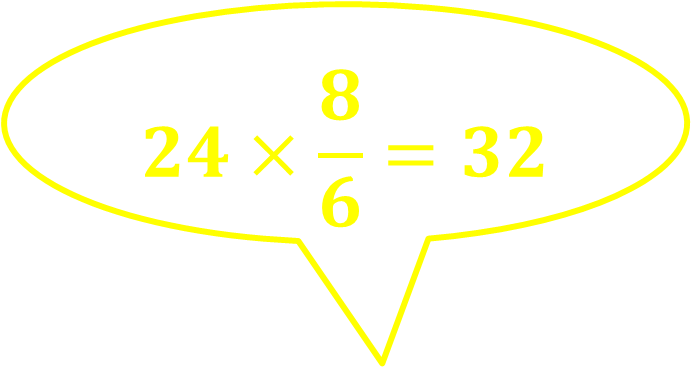 24 × 8/6 = 32